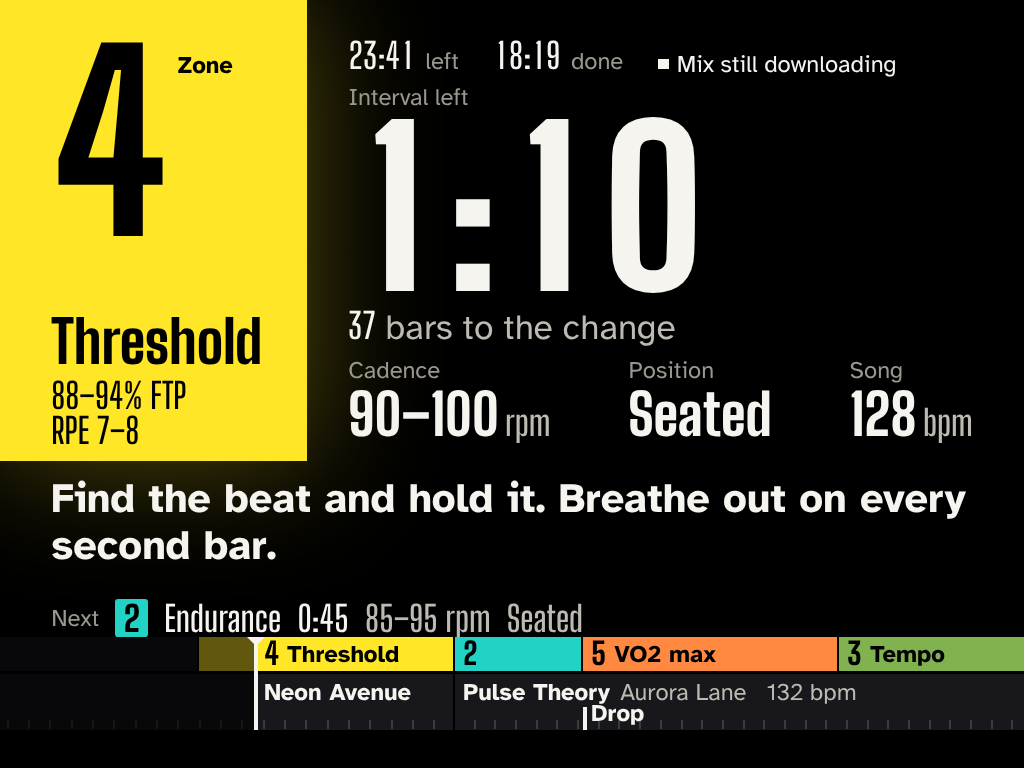 4 Zone
Threshold
88–94% FTP
RPE 7–8
23:41 left 18:19 done Mix still downloading
Interval left
1:10
37 bars to the change
Cadence
90–100 rpm
Position
Seated
Song
128 bpm
Find the beat and hold it. Breathe out on every
second bar.
Next 2 Endurance 0:45 85–95 rpm Seated
4 Threshold 2 5 VO2 max 3 Tempo
Neon Avenue Pulse Theory Aurora Lane 132 bpm
Drop